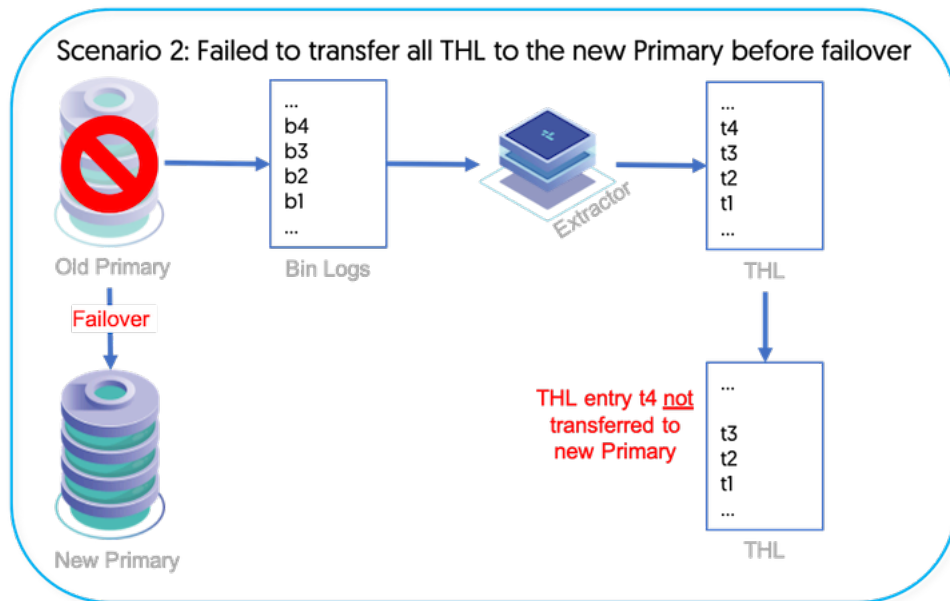 Scenario 2: Failed to transfer all THL to the new Primary before failover
...
b4
b3
b2
b1
...
...
t4
t3
t2
t1
...
Extractor
Old Primary
Bin Logs
THL
Failover
THL entry t4 not
transferred to
new Primary
...
t3
t2
t1
...
New Primary
THL